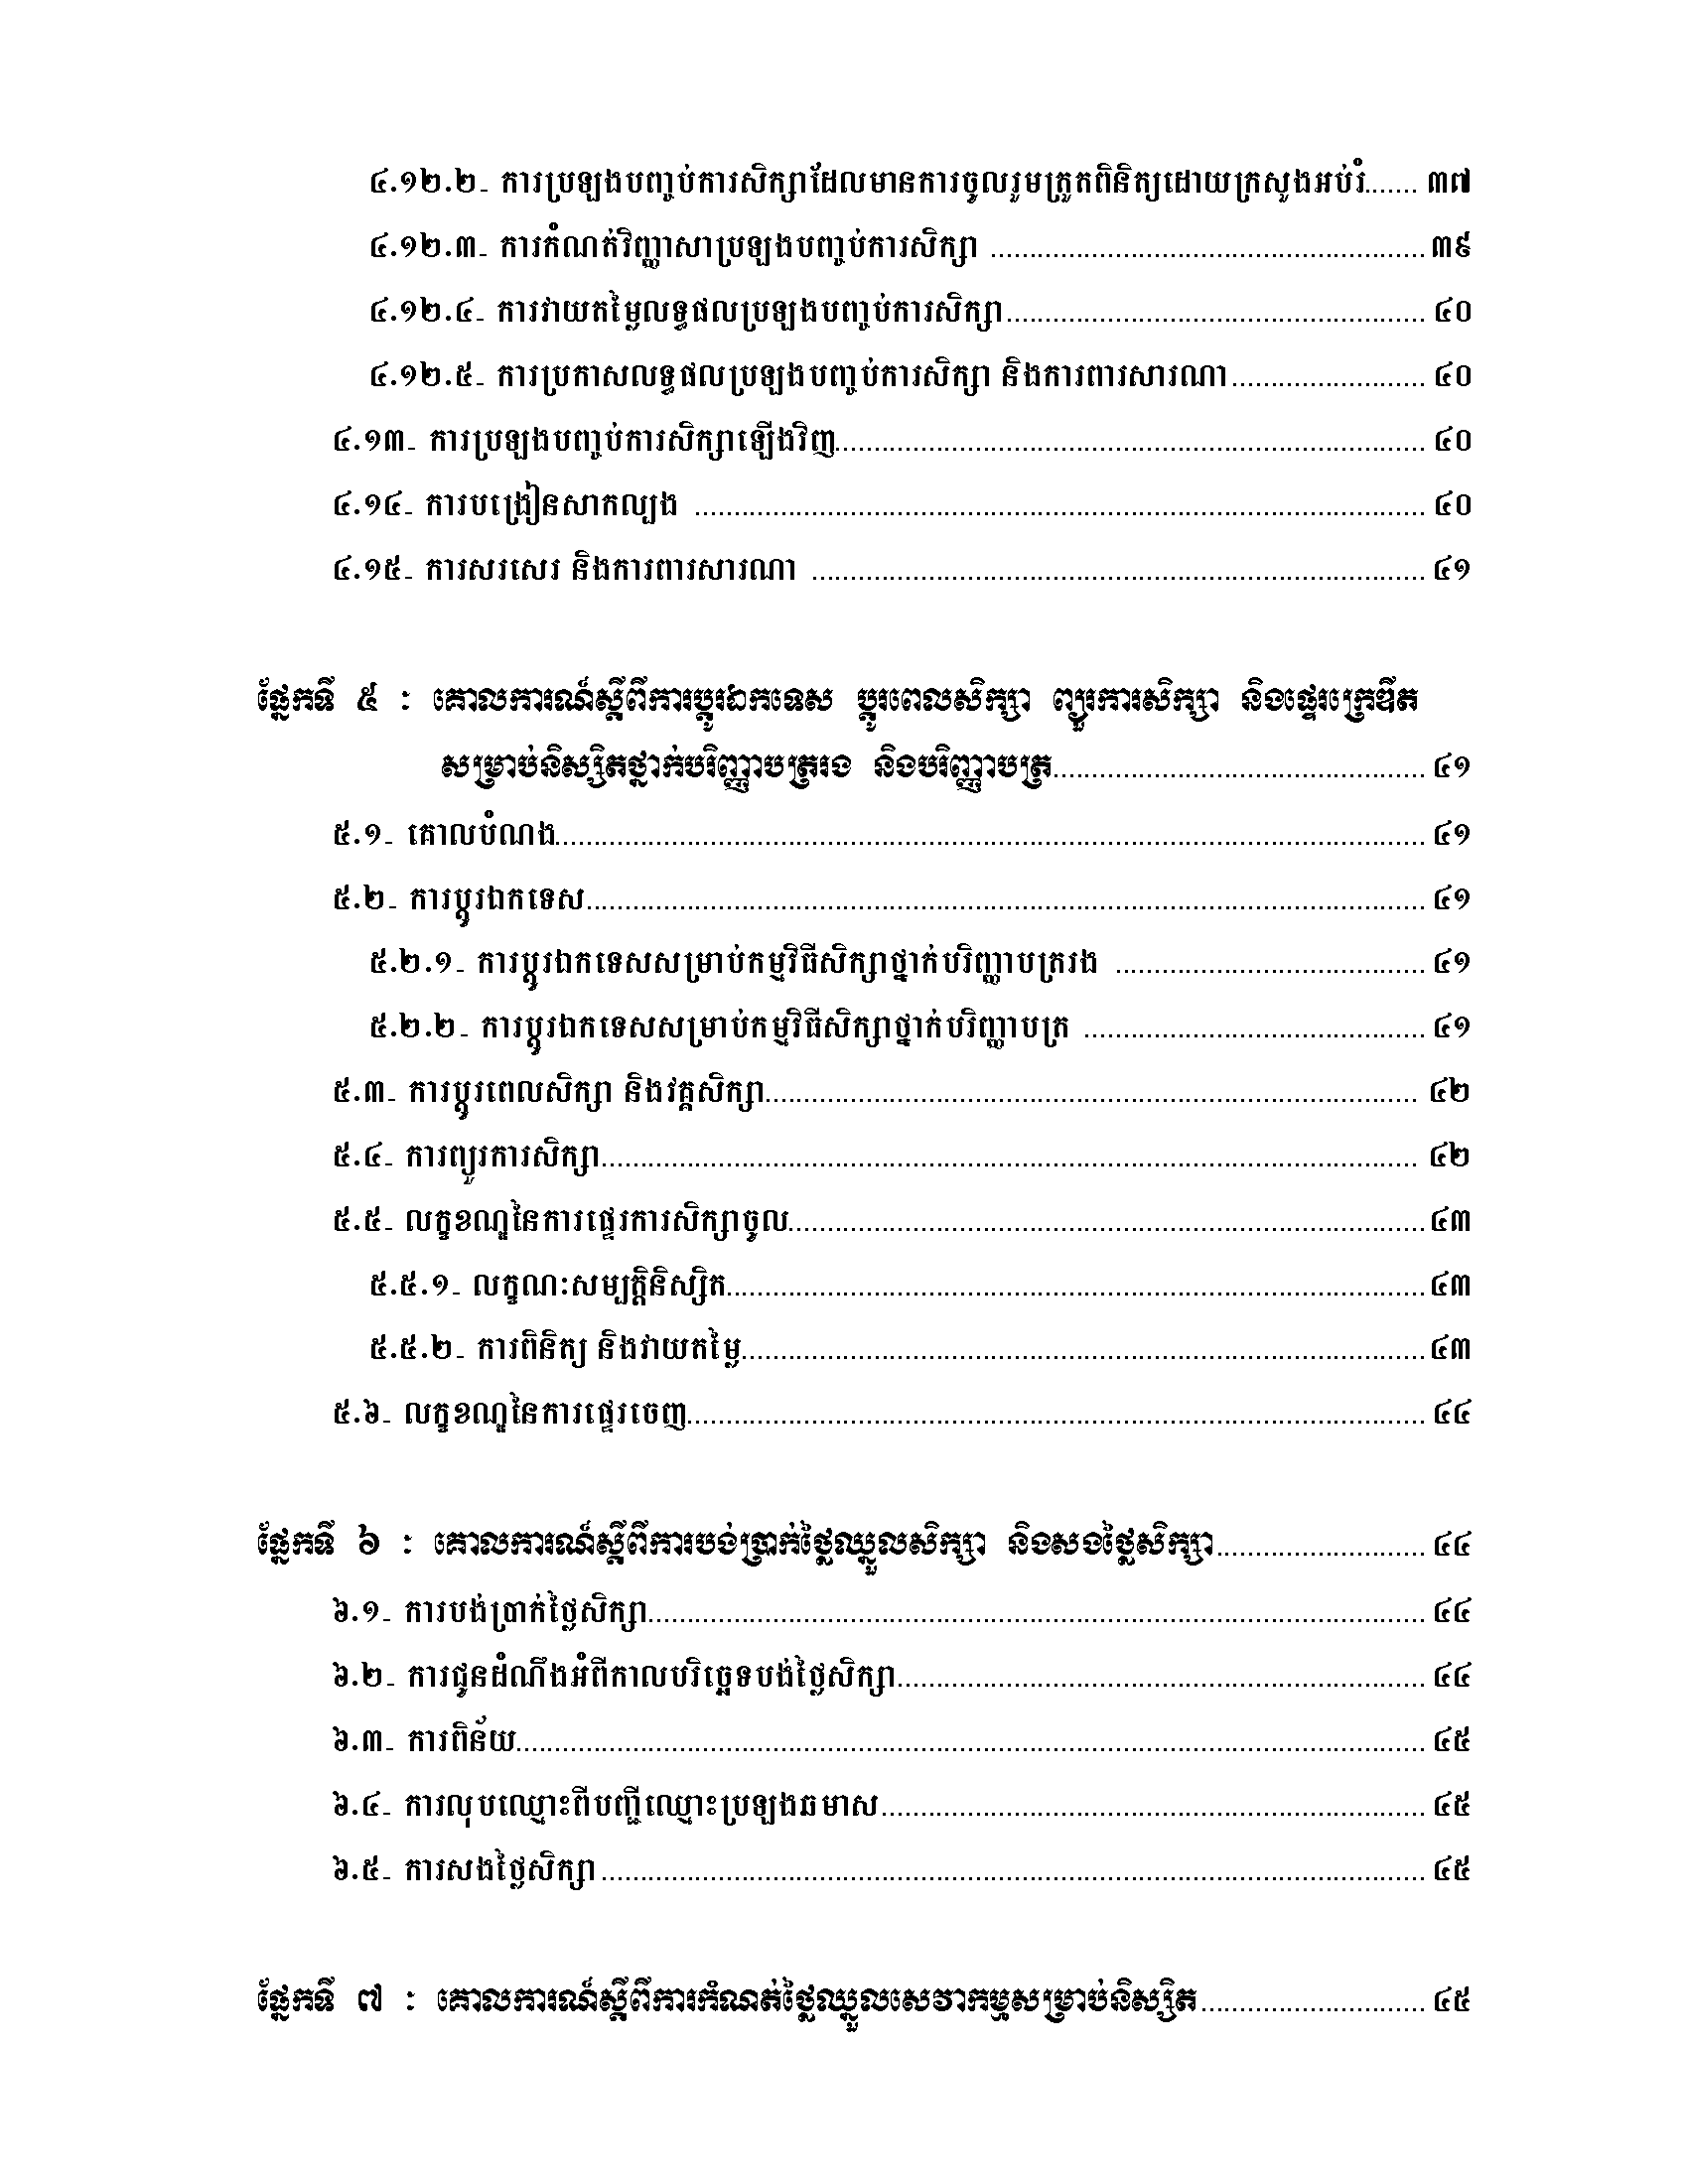 ៤.១២.២- ការប្រឡងបញ្ចប់ការសិក្សាដែលមានការចូលរួមត្រួតពិនិត្យដោយក្រសួងអប់រំ....... ៣៧
៤.១២.៣- ការកំណត់វិញ្ញាសាប្រឡងបញ្ចប់ការសិក្សា ........................................................ ៣៩
៤.១២.៤- ការវាយតម្លៃលទ្ធផលប្រឡងបញ្ចប់ការសិក្សា...................................................... ៤០
៤.១២.៥- ការប្រកាសលទ្ធផលប្រឡងបញ្ចប់ការសិក្សា និងការពារសារណា......................... ៤០
៤.១៣- ការប្រឡងបញ្ចប់ការសិក្សាឡើងវិញ............................................................................ ៤០
៤.១៤- ការបង្រៀនសាកល្បង .............................................................................................. ៤០
៤.១៥- ការសរសេរ និងការពារសារណា ............................................................................... ៤១
ផ្នែកទី ៥ : គោលការណ៍ស្តីពីការប្តូរឯកទេស ប្តូរពេលសិក្សា ព្យួរការសិក្សា និងផ្ទេរក្រេឌីត
សម្រាប់និស្សិតថ្នាក់បរិញ្ញាបត្ររង និងបរិញ្ញាបត្រ................................................ ៤១
៥.១- គោលបំណង................................................................................................................ ៤១
៥.២- ការប្តូរឯកទេស............................................................................................................ ៤១
៥.២.១- ការប្តូរឯកទេសសម្រាប់កម្មវិធីសិក្សាថ្នាក់បរិញ្ញាបត្ររង ........................................ ៤១
៥.២.២- ការប្តូរឯកទេសសម្រាប់កម្មវិធីសិក្សាថ្នាក់បរិញ្ញាបត្រ ............................................ ៤១
៥.៣- ការប្តូរពេលសិក្សា និងវគ្គសិក្សា.................................................................................... ៤២
៥.៤- ការព្យួរការសិក្សា......................................................................................................... ៤២
៥.៥- លក្ខខណ្ឌនៃការផ្ទេរការសិក្សាចូល.................................................................................. ៤៣
៥.៥.១- លក្ខណៈសម្បត្តិនិស្សិត.......................................................................................... ៤៣
៥.៥.២- ការពិនិត្យ និងវាយតម្លៃ........................................................................................ ៤៣
៥.៦- លក្ខខណ្ឌនៃការផ្ទេរចេញ............................................................................................... ៤៤
ផ្នែកទី ៦ : គោលការណ៍ស្តីពីការបង់ប្រាក់ថ្លៃឈ្នួលសិក្សា និងសងថ្លៃសិក្សា........................... ៤៤
៦.១- ការបង់ប្រាក់ថ្លៃសិក្សា.................................................................................................... ៤៤
៦.២- ការជូនដំណឹងអំពីកាលបរិច្ឆេទបង់ថ្លៃសិក្សា.................................................................... ៤៤
៦.៣- ការពិន័យ..................................................................................................................... ៤៥
៦.៤- ការលុបឈ្មោះពីបញ្ជីឈ្មោះប្រឡងឆមាស...................................................................... ៤៥
៦.៥- ការសងថ្លៃសិក្សា.......................................................................................................... ៤៥
ផ្នែកទី ៧ : គោលការណ៍ស្តីពីការកំណត់ថ្លៃឈ្នួលសេវាកម្មសម្រាប់និស្សិត............................. ៤៥